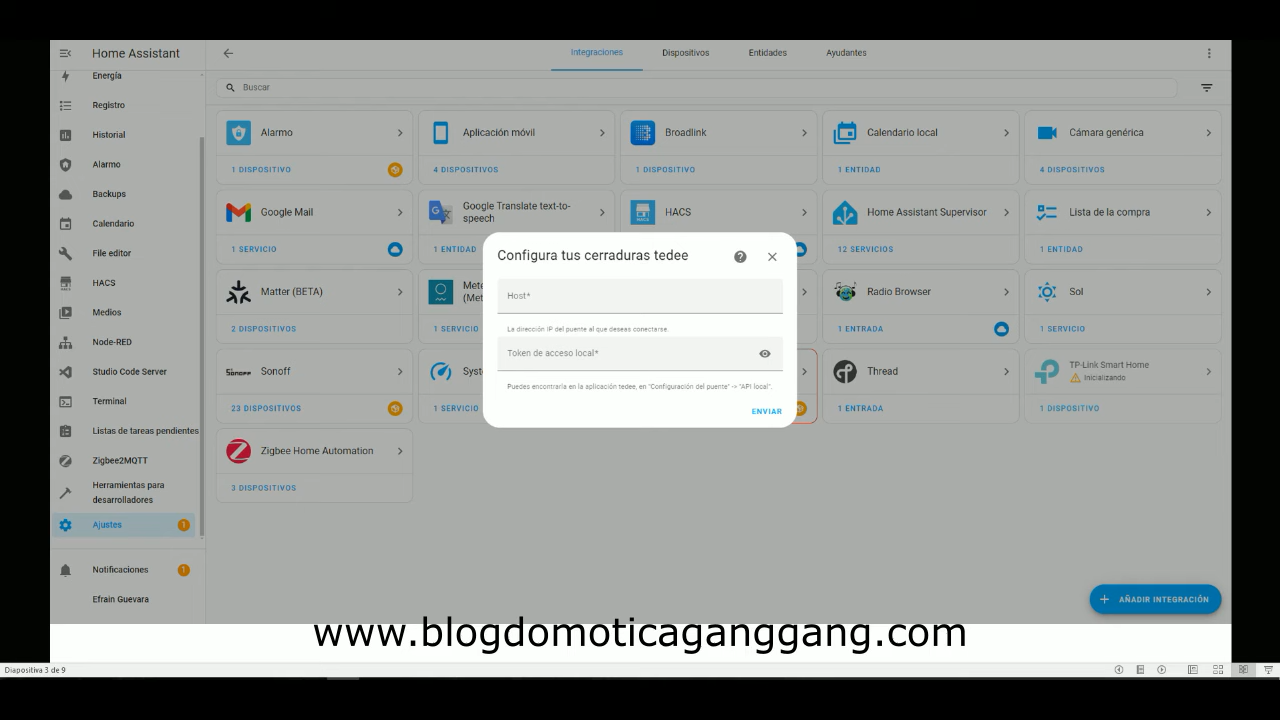 Home Assistant
Integraciones
Dispositivos
Entidades
Ayudantes
Energía
Registro
Historial
Alarmo
Backups
Calendario
File editor
HACS
Medios
Node-RED
Studio Code Server
Terminal
Listas de tareas pendientes
Zigbee2MQTT
Herramientas para
desarrolladores
Ajustes
1
Notificaciones
1
Efrain Guevara
Buscar
Alarmo
1 DISPOSITIVO
Aplicación móvil
4 DISPOSITIVOS
Broadlink
1 DISPOSITIVO
Calendario local
1 ENTIDAD
Cámara genérica
4 DISPOSITIVOS
Google Mail
1 SERVICIO
Google Translate text-to-
speech
1 ENTIDAD
HACS
Home Assistant Supervisor
12 SERVICIOS
Lista de la compra
1 ENTIDAD
Matter (BETA)
2 DISPOSITIVOS
Mete
(Met
1 SERVICIO
Radio Browser
1 ENTRADA
Sol
1 SERVICIO
SONOFF
Sonoff
23 DISPOSITIVOS
Syst
1 SERVICIO
Thread
1 ENTRADA
TP-Link Smart Home
Inicializando
1 DISPOSITIVO
Zigbee Home Automation
3 DISPOSITIVOS
Configura tus cerraduras tedee
Host*
La dirección IP del puente al que deseas conectarse.
Token de acceso local*
Puedes encontrarla en la aplicación tedee, en "Configuración del puente" -> "API local".
ENVIAR
AÑADIR INTEGRACIÓN
www.blogdomoticaganggang.com
Diapositiva 3 de 9